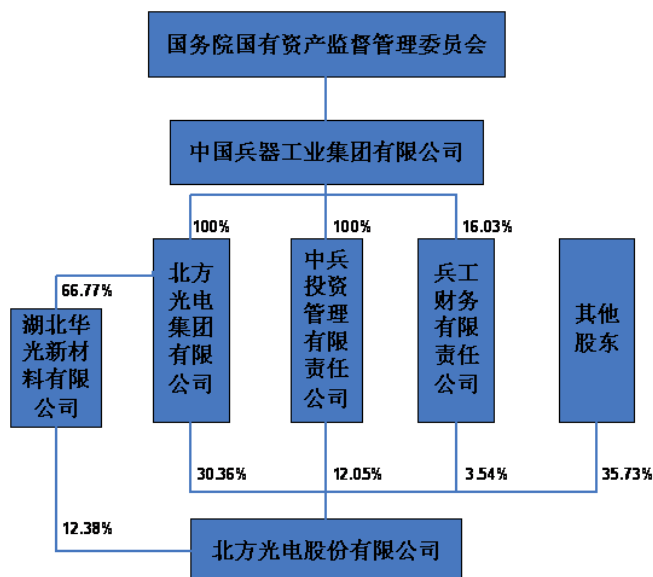 国务院国有资产监督管理委员会
中国兵器工业集团有限公司
100%
100%
16.03%
66.77%
湖北华
光新材
料有限
公司
北方
光电
集团
有限
公司
中兵
投资
管理
有限
责任
公司
兵工
财务
有限
责任
公司
其他
股东
30.36%
12.05%
3.54%
35.73%
12.38%
北方光电股份有限公司